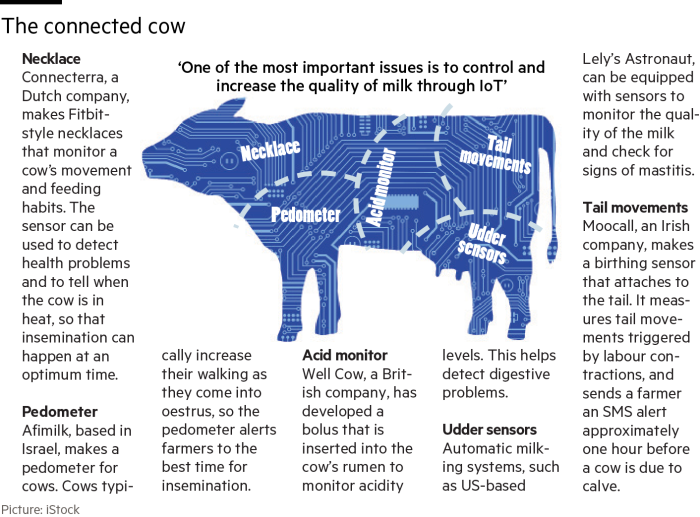 The connected cow
Necklace
Connecterra, a
Dutch company,
makes Fitbit-
style necklaces
that monitor a
cow’s movement
and feeding
habits. The
sensor can be
used to detect
health problems
and to tell when
the cow is in
heat, so that
insemination can
happen at an
optimum time.
Pedometer
Afimilk, based in
Israel, makes a
pedometer for
cows. Cows typi-
‘One of the most important issues is to control and
increase the quality of milk through IoT’
Necklace
Pedometer
Acid monitor
Tail
movements
Udder
sensors
cally increase
their walking as
they come into
oestrus, so the
pedometer alerts
farmers to the
best time for
insemination.
Acid monitor
Well Cow, a Brit-
ish company, has
developed a
bolus that is
inserted into the
cow’s rumen to
monitor acidity
levels. This helps
detect digestive
problems.
Udder sensors
Automatic milk-
ing systems, such
as US-based
Lely’s Astronaut,
can be equipped
with sensors to
monitor the qual-
ity of the milk
and check for
signs of mastitis.
Tail movements
Moocall, an Irish
company, makes
a birthing sensor
that attaches to
the tail. It meas-
ures tail move-
ments triggered
by labour con-
tractions, and
sends a farmer
an SMS alert
approximately
one hour before
a cow is due to
calve.
Picture: iStock